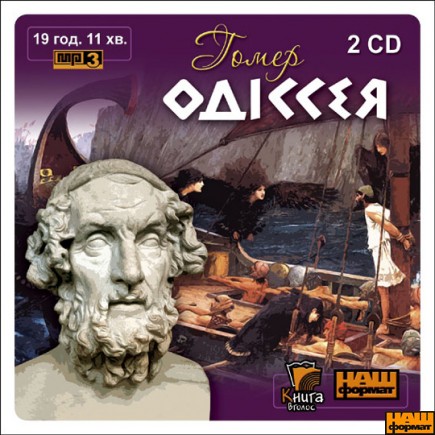 19 год. 11 хв.
mp3
Гомер
2 CD
ОДІССЕЯ
Книга
Вголос
НАШ
формат
НАШ
формат